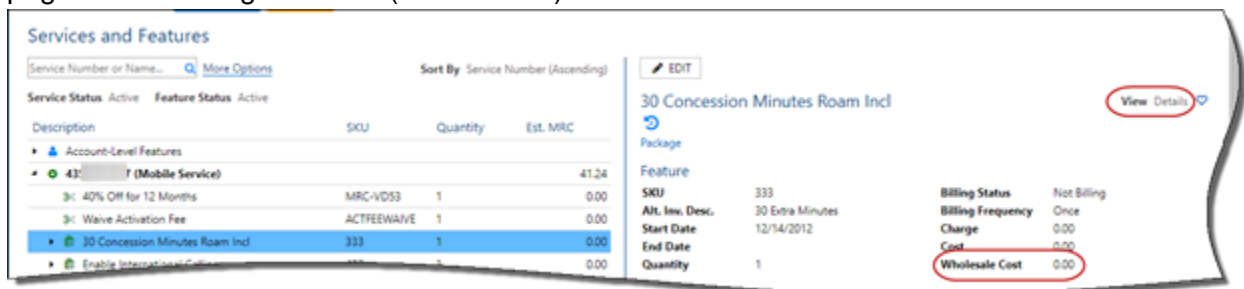 Services and Features
Service Number or Name... More Options Sort By Service Number (Ascending)
Service Status Active Feature Status Active
Description SKU Quantity Est. MRC
Account-Level Features
43 (Mobile Service) 41.24
40% Off for 12 Months MRC-VD53 1 0.00
Waive Activation Fee ACTFEEWAIVE 1 0.00
30 Concession Minutes Roam Incl 333 1 0.00
Enable International 0.00
EDIT
30 Concession Minutes Roam Incl View Details
Package
Feature
SKU 333 Billing Status Not Billing
Alt. Inv. Desc. 30 Extra Minutes Billing Frequency Once
Start Date 12/14/2012 Charge 0.00
End Date Cost 0.00
Quantity 1 Wholesale Cost 0.00